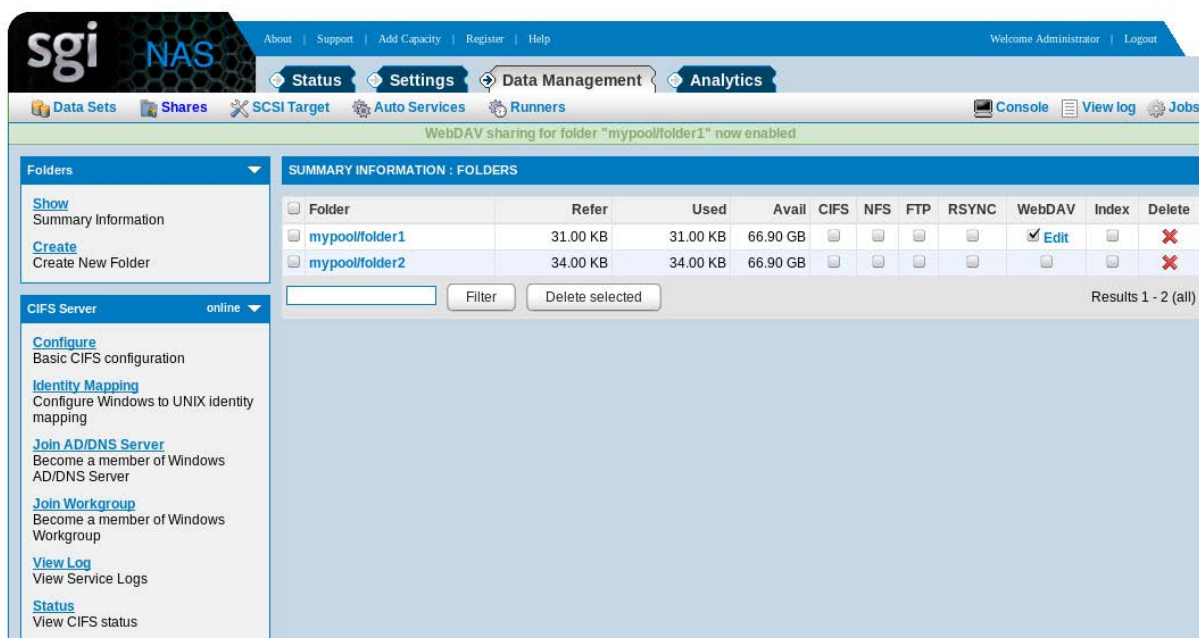 sgi NAS
About | Support | Add Capacity | Register | Help
Welcome Administrator | Logout
Status Settings Data Management Analytics
Data Sets Shares SCSI Target Auto Services Runners
Console View log Jobs
WebDAV sharing for folder "mypool/folder1" now enabled
Folders
Show
Summary Information
Create
Create New Folder
CIFS Server online
Configure
Basic CIFS configuration
Identity Mapping
Configure Windows to UNIX identity
mapping
Join AD/DNS Server
Become a member of Windows
AD/DNS Server
Join Workgroup
Become a member of Windows
Workgroup
View Log
View Service Logs
Status
View CIFS status
SUMMARY INFORMATION : FOLDERS
Folder Refer Used Avail CIFS NFS FTP RSYNC WebDAV Index Delete
mypool/folder1 31.00 KB 31.00 KB 66.90 GB Edit
mypool/folder2 34.00 KB 34.00 KB 66.90 GB
Filter Delete selected
Results 1 - 2 (all)